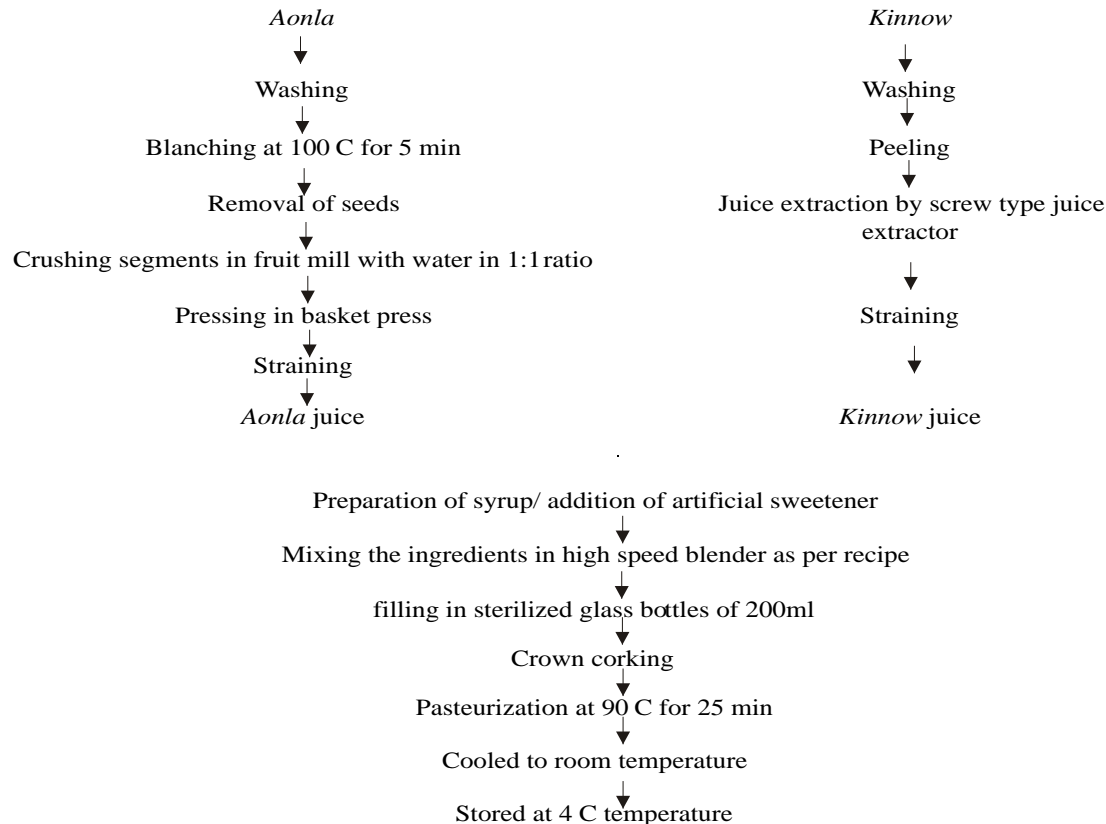 Aonla
Washing
Blanching at 100 C for 5 min
Removal of seeds
Crushing segments in fruit mill with water in 1:1 ratio
Pressing in basket press
Straining
Aonla juice
Kinnow
Washing
Peeling
Juice extraction by screw type juice
extractor
Straining
Kinnow juice
Preparation of syrup/ addition of artificial sweetener
Mixing the ingredients in high speed blender as per recipe
filling in sterilized glass bottles of 200ml
Crown corking
Pasteurization at 90 C for 25 min
Cooled to room temperature
Stored at 4 C temperature